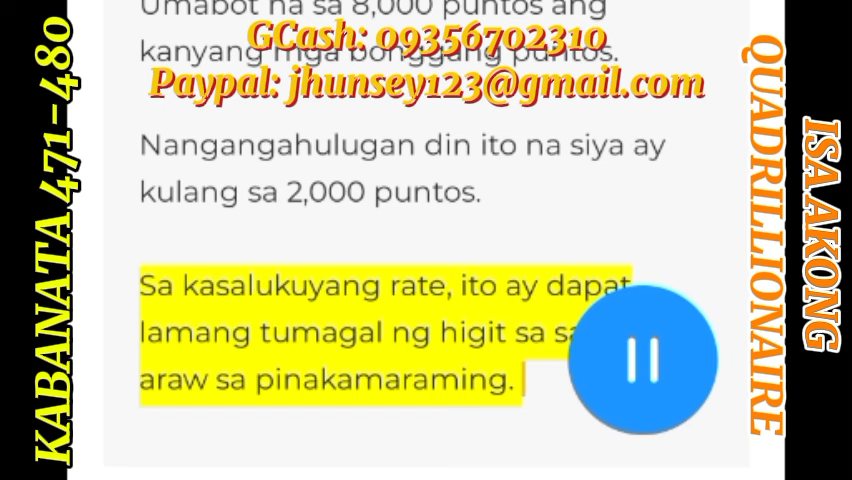 Umabot na sa 8,000 puntos ang
GCash: 09356702310
kanyang mga bonggang puntos.
Paypal: jhunsey123@gmail.com
Nangangahulugan din ito na siya ay
kulang sa 2,000 puntos.
Sa kasalukuyang rate, ito ay dapat
lamang tumagal ng higit sa
araw sa pinakamaraming.
KABANATA 471-480
QUADRILLIONAIRE
ISA AKONG